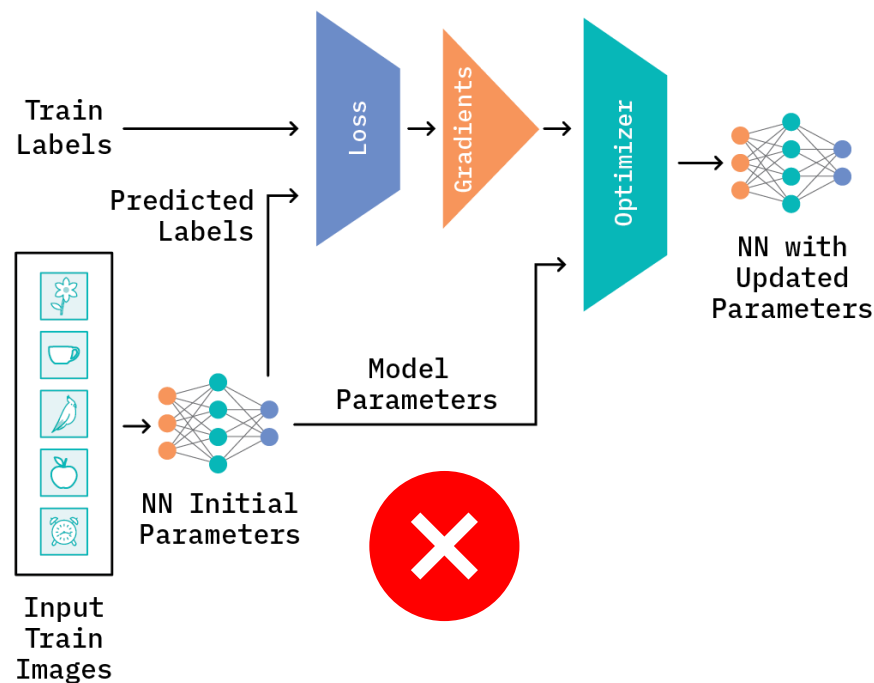 Train
Labels
Loss
Gradients
Optimizer
Predicted
Labels
NN with
Updated
Parameters
Model
Parameters
NN Initial
Parameters
Input
Train
Images